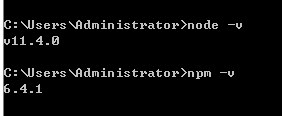 C:\Users\Administrator>node -v
v11.4.0
C:\Users\Administrator>npm -v
6.4.1